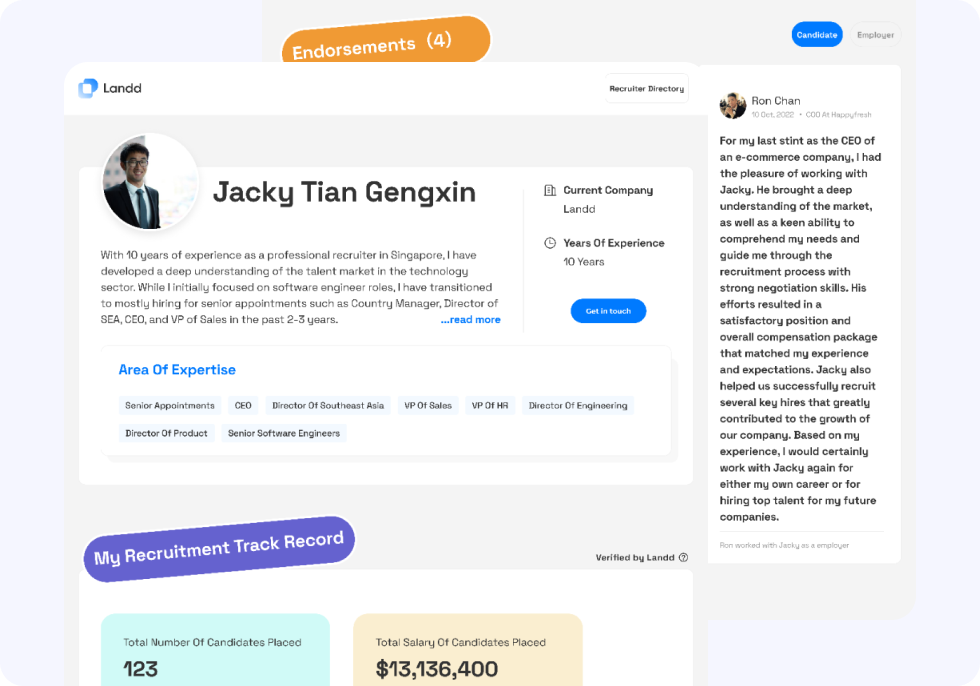 Endorsements (4)
Candidate
Employer
Landd
Recruiter Directory
Jacky Tian Gengxin
With 10 years of experience as a professional recruiter in Singapore, I have
developed a deep understanding of the talent market in the technology
sector. While I initially focused on software engineer roles, I have transitioned
to mostly hiring for senior appointments such as Country Manager, Director of
SEA, CEO, and VP of Sales in the past 2-3 years.
...read more
Current Company
Landd
Years Of Experience
10 Years
Get in touch
Area Of Expertise
Senior Appointments
CEO
Director Of Southeast Asia
VP Of Sales
VP Of HR
Director Of Engineering
Director Of Product
Senior Software Engineers
Ron Chan
10 Oct, 2022 • COO At Happyfresh
For my last stint as the CEO of
an e-commerce company, I had
the pleasure of working with
Jacky. He brought a deep
understanding of the market,
as well as a keen ability to
comprehend my needs and
guide me through the
recruitment process with
strong negotiation skills. His
efforts resulted in a
satisfactory position and
overall compensation package
that matched my experience
and expectations. Jacky also
helped us successfully recruit
several key hires that greatly
contributed to the growth of
our company. Based on my
experience, I would certainly
work with Jacky again for
either my own career or for
hiring top talent for my future
companies.
Ron worked with Jacky as a employer
My Recruitment Track Record
Verified by Landd
Total Number Of Candidates Placed
123
Total Salary Of Candidates Placed
$13,136,400